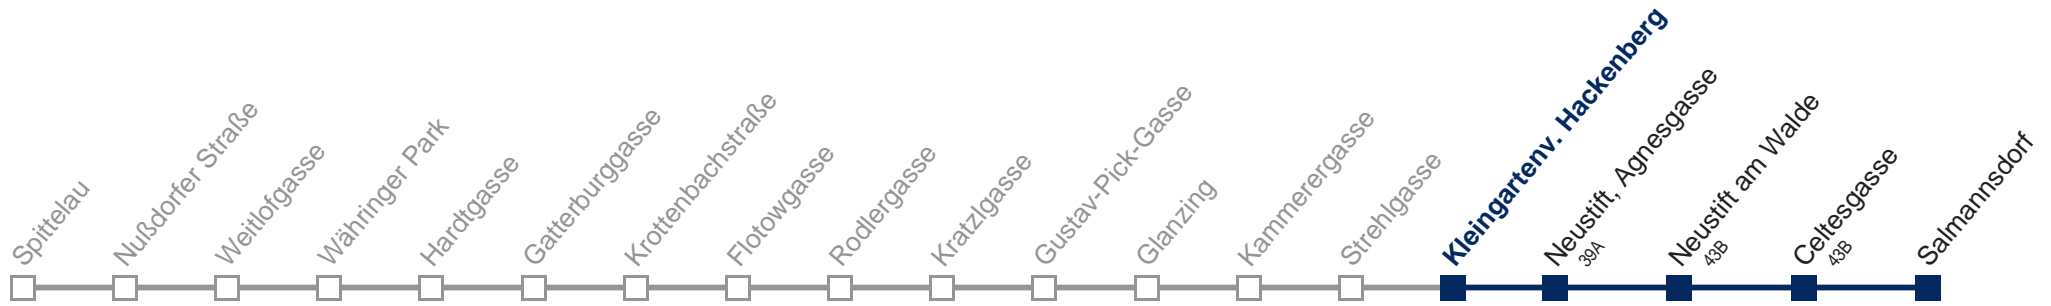 Spittelau
Nußdorfer Straße
Weitlofgasse
Währinger Park
Hardtgasse
Gatterburggasse
Krottenbachstraße
Flotowgasse
Rodlergasse
Kratzlgasse
Gustav-Pick-Gasse
Glanzing
Kammerergasse
Strehlgasse
Kleingartenv. Hackenberg
Neustift, Agnesgasse
39A
Neustift am Walde
43B
Celtesgasse
43B
Salmannsdorf